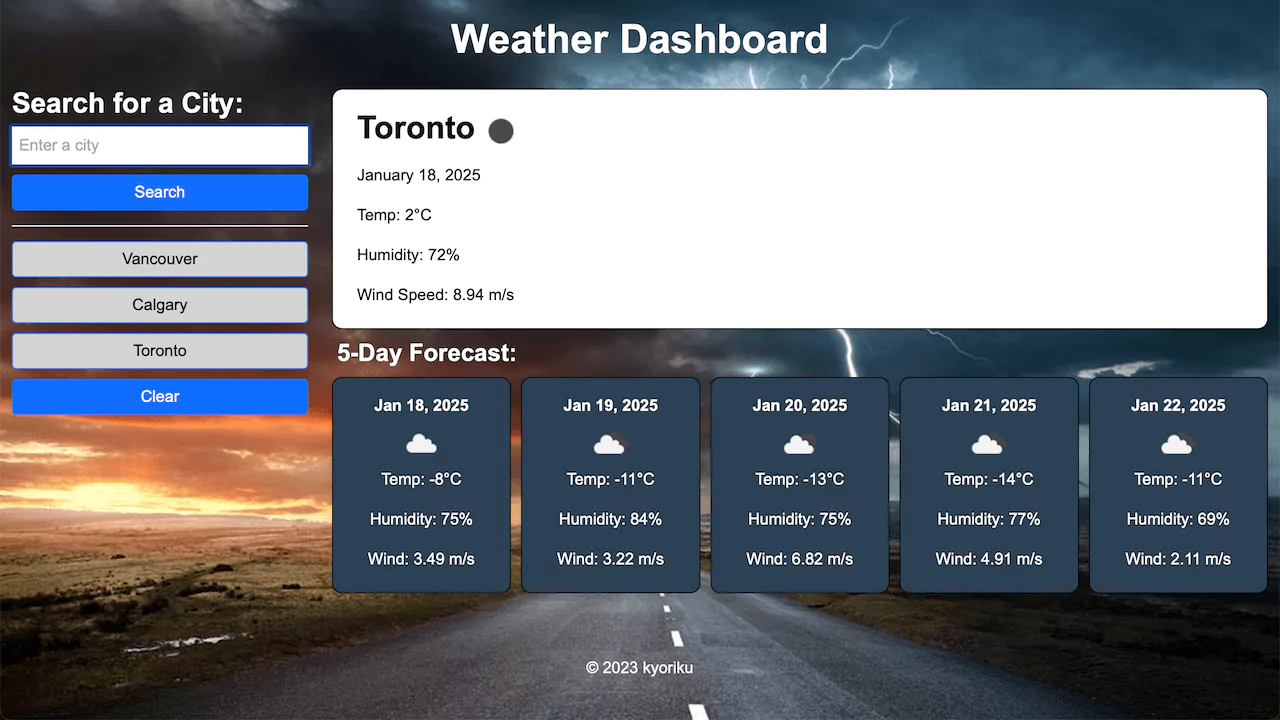 Weather Dashboard
Search for a City:
Enter a city
Search
Vancouver
Calgary
Toronto
Clear
Toronto
January 18, 2025
Temp: 2°C
Humidity: 72%
Wind Speed: 8.94 m/s
5-Day Forecast:
Jan 18, 2025
Temp: -8°C
Humidity: 75%
Wind: 3.49 m/s
Jan 19, 2025
Temp: -11°C
Humidity: 84%
Wind: 3.22 m/s
Jan 20, 2025
Temp: -13°C
Humidity: 75%
Wind: 6.82 m/s
Jan 21, 2025
Temp: -14°C
Humidity: 77%
Wind: 4.91 m/s
Jan 22, 2025
Temp: -11°C
Humidity: 69%
Wind: 2.11 m/s
© 2023 kyoriku